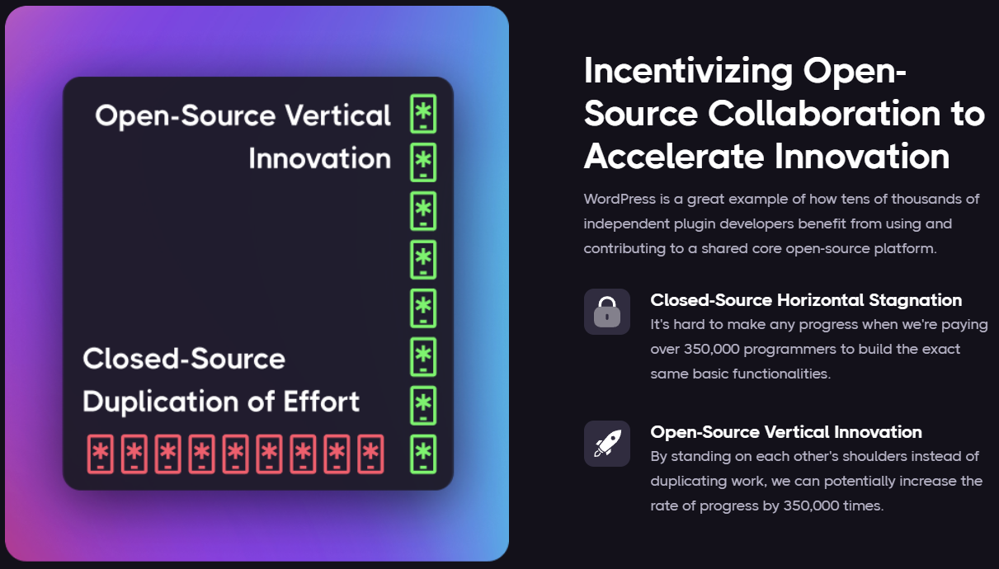 Open-Source Vertical
Innovation
Closed-Source
Duplication of Effort
Incentivizing Open-
Source Collaboration to
Accelerate Innovation
WordPress is a great example of how tens of thousands of
independent plugin developers benefit from using and
contributing to a shared core open-source platform.
Closed-Source Horizontal Stagnation
It's hard to make any progress when we're paying
over 350,000 programmers to build the exact
same basic functionalities.
Open-Source Vertical Innovation
By standing on each other's shoulders instead of
duplicating work, we can potentially increase the
rate of progress by 350,000 times.